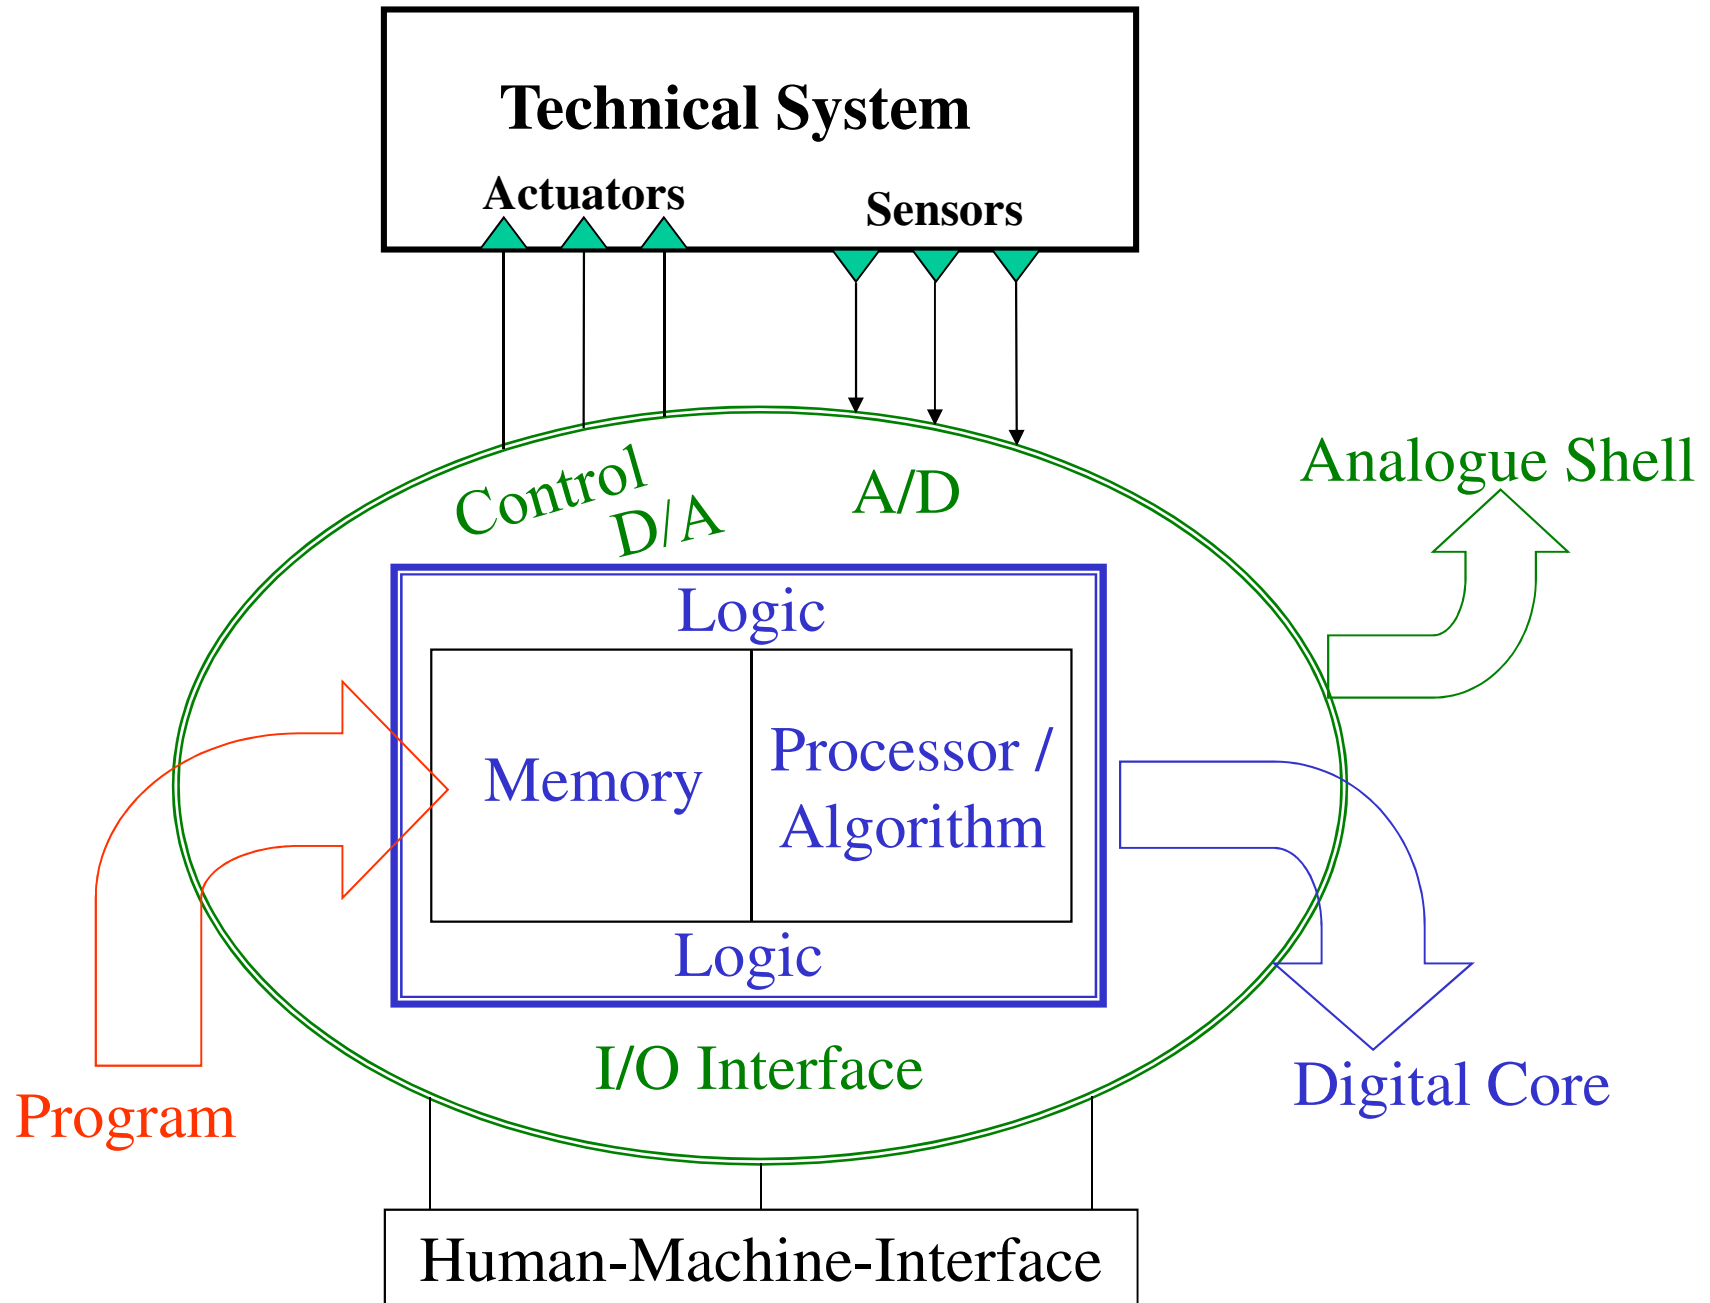 Technical System
Actuators
Sensors
Control
D/A
A/D
Analogue Shell
Logic
Memory
Processor /
Algorithm
Logic
I/O Interface
Program
Digital Core
Human-Machine-Interface